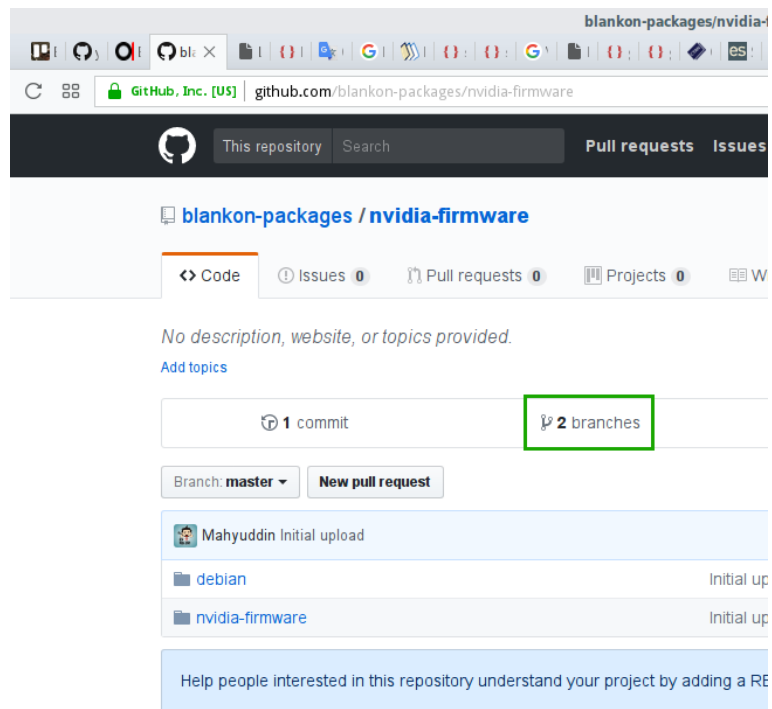 blankon-packages/nvidia-f
bla
GitHub, Inc. [US] github.com/blankon-packages/nvidia-firmware
This repository Search Pull requests Issues
blankon-packages / nvidia-firmware
<> Code Issues 0 Pull requests 0 Projects 0 W
No description, website, or topics provided.
Add topics
1 commit 2 branches
Branch: master New pull request
Mahyuddin Initial upload
debian Initial up
nvidia-firmware Initial up
Help people interested in this repository understand your project by adding a RE